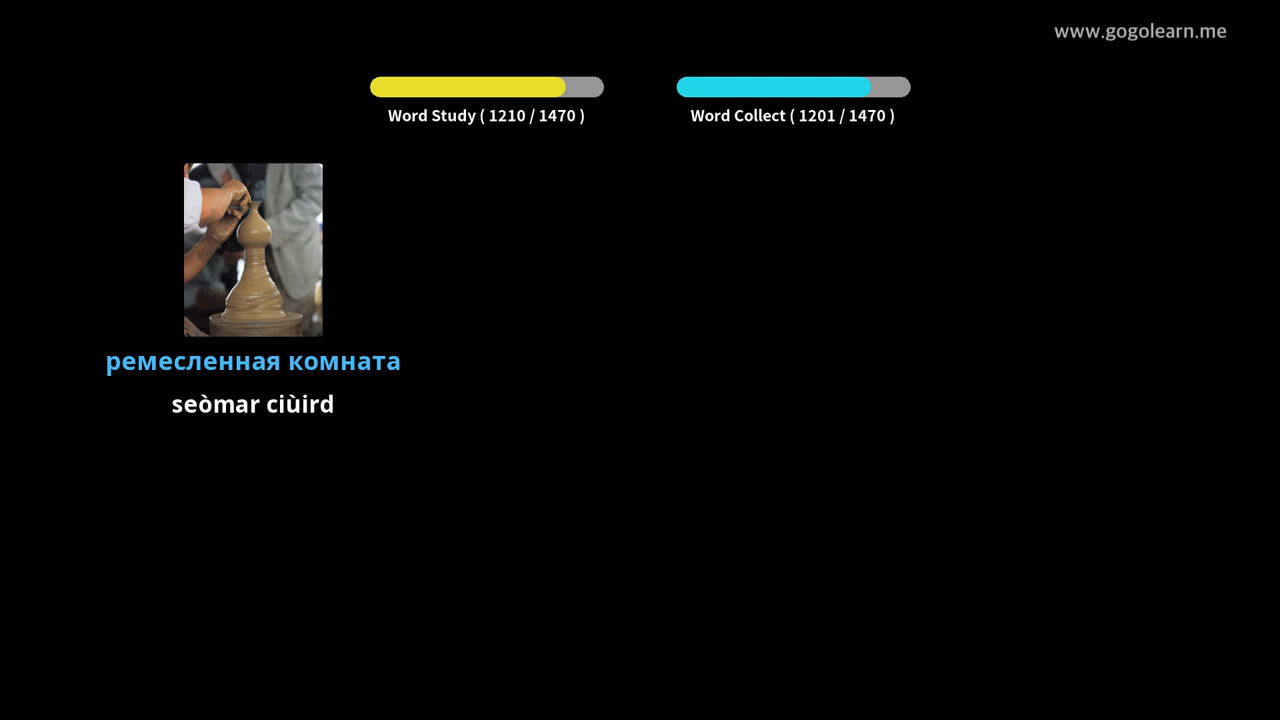 www.gogolearn.me
Word Study ( 1210 / 1470 )
Word Collect ( 1201 / 1470 )
ремесленная комната
seòmar ciùird